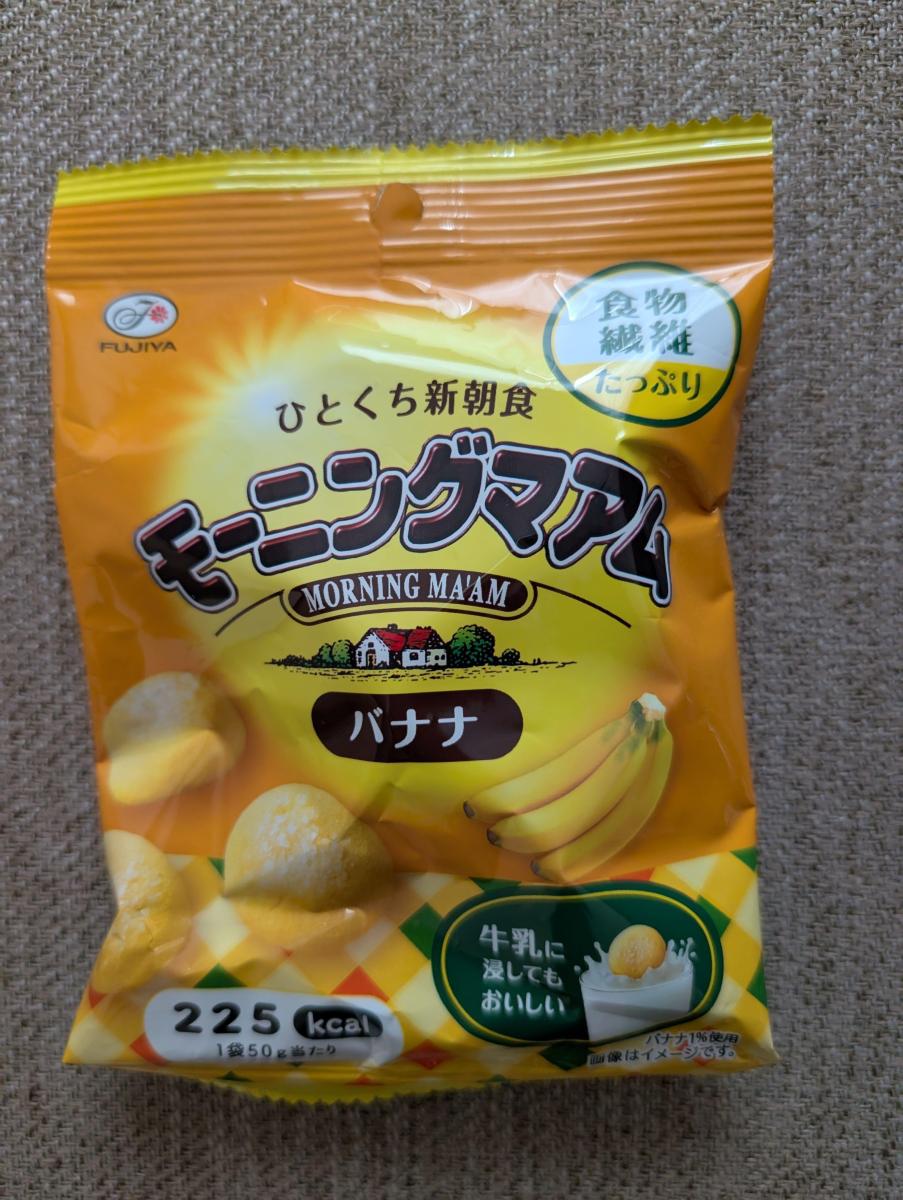 FUJIYA
食物
繊維
たっぷり
ひとくち新朝食
モーニングマアム
MORNING MA'AM
バナナ
牛乳に
浸しても
おいしい
225 kcal
1袋50g当たり
バナナ1%使用
画像はイメージです。